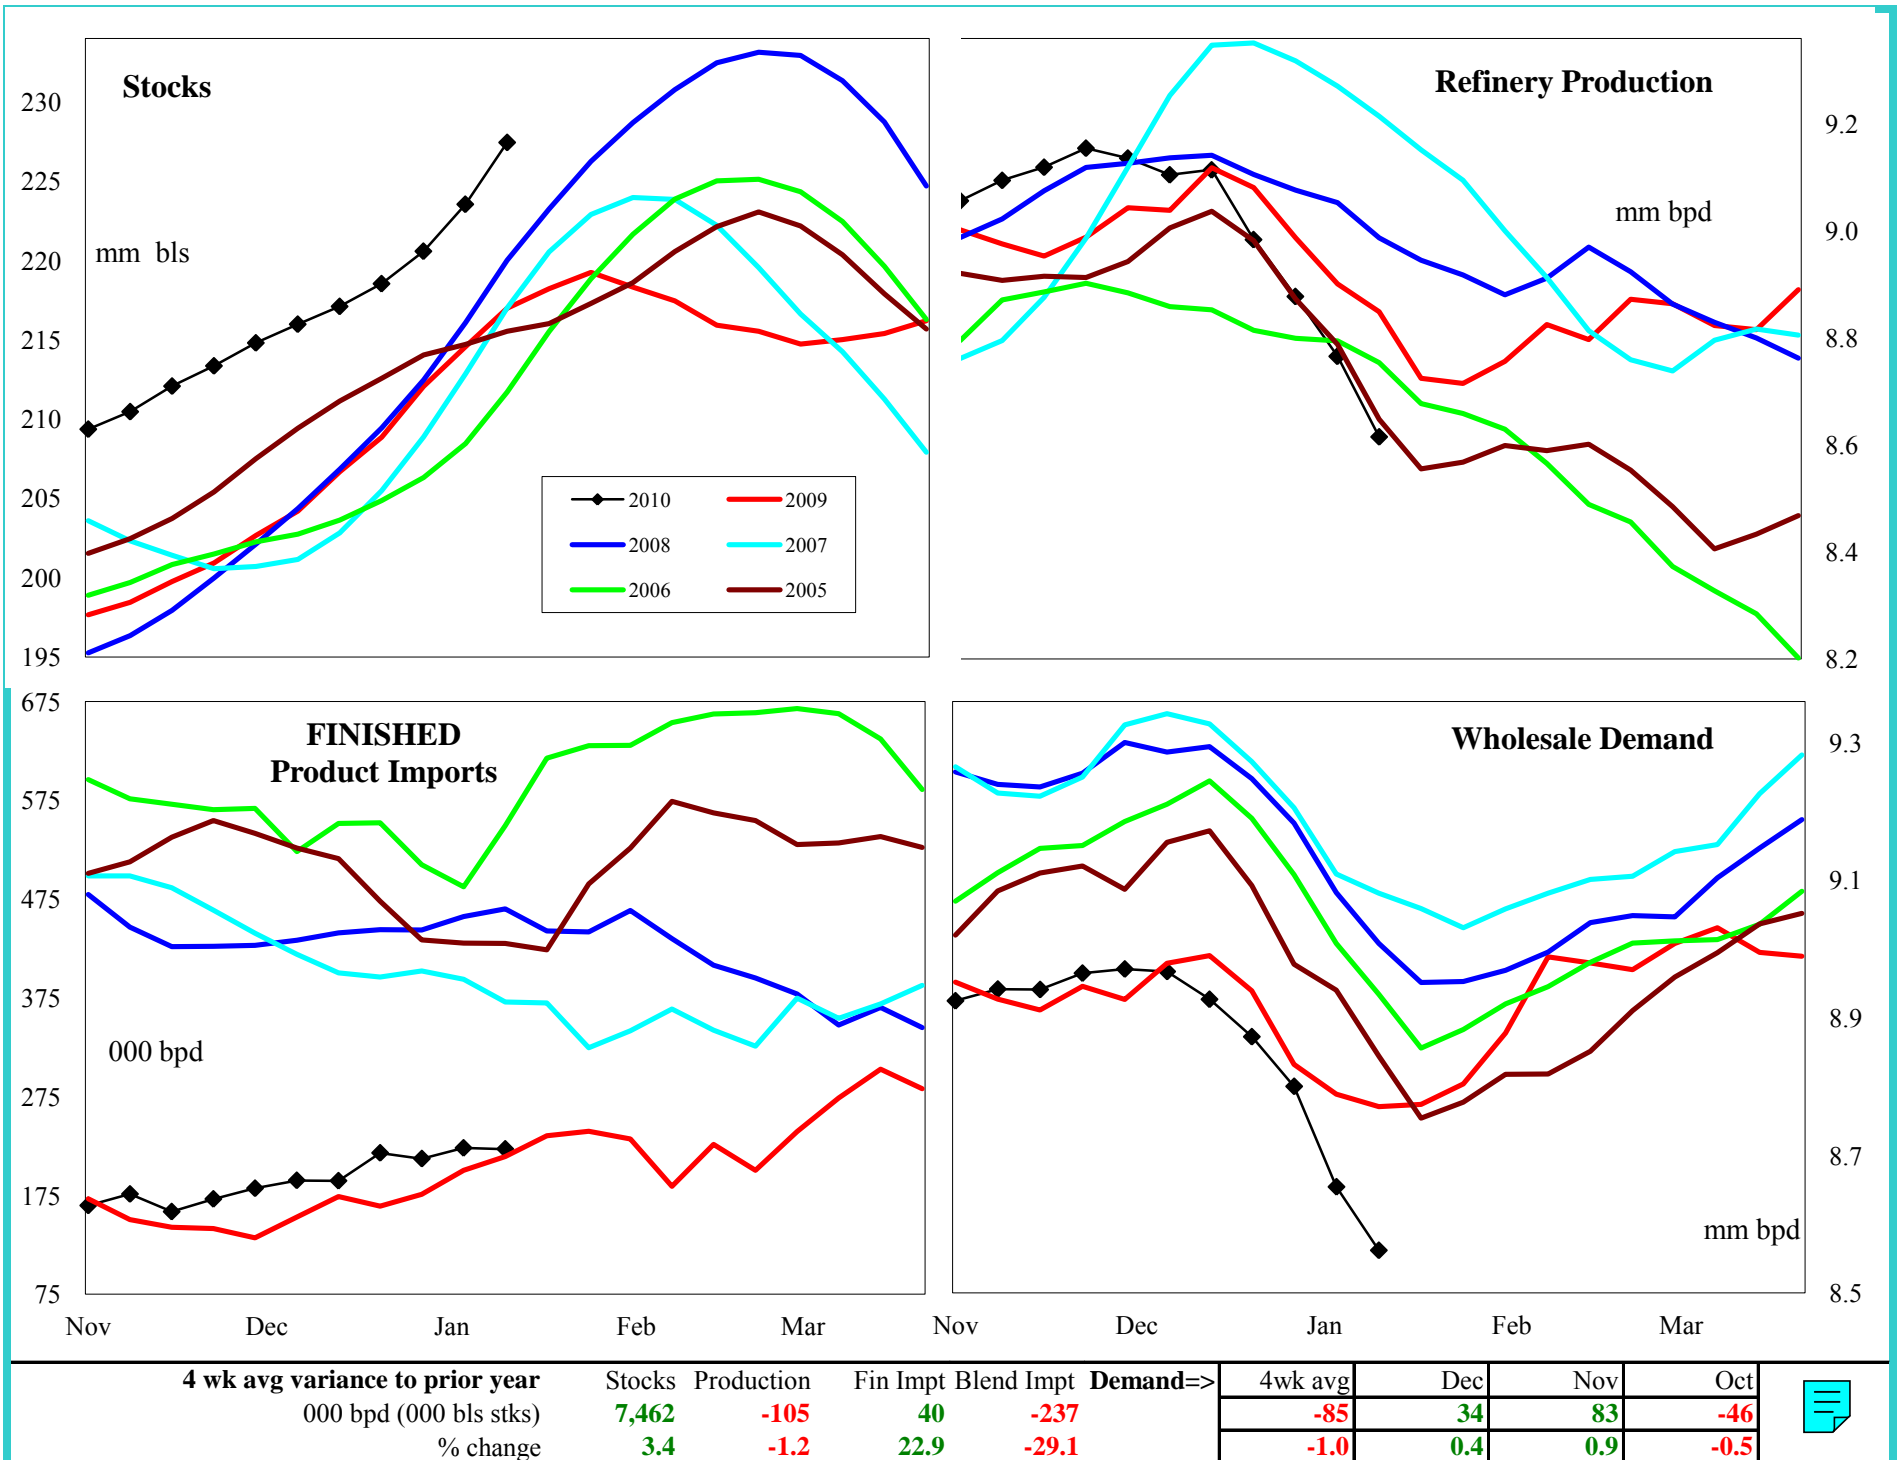 Stocks
mm bls
230
225
220
215
210
205
200
195
2010 2009
2008 2007
2006 2005
Refinery Production
mm bpd
9.2
9.0
8.8
8.6
8.4
8.2
FINISHED
Product Imports
000 bpd
675
575
475
375
275
175
75
Nov Dec Jan Feb Mar
Wholesale Demand
mm bpd
9.3
9.1
8.9
8.7
8.5
Nov Dec Jan Feb Mar
4 wk avg variance to prior year Stocks Production Fin Impt Blend Impt Demand=> 4wk avg Dec Nov Oct
000 bpd (000 bls stks) 7,462 -105 40 -237 -85 34 83 -46
% change 3.4 -1.2 22.9 -29.1 -1.0 0.4 0.9 -0.5